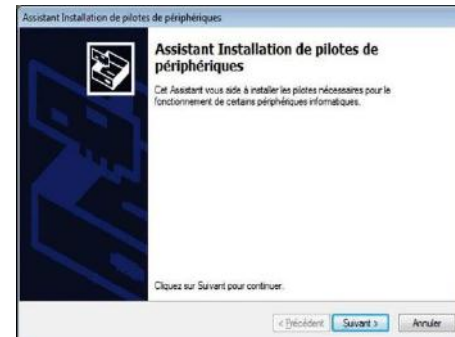 Assistant Installation de pilotes de périphériques
Assistant Installation de pilotes de
périphériques
Cet Assistant vous aide à installer les pilotes nécessaires pour le
fonctionnement de certains périphériques informatiques.
Cliquez sur Suivant pour continuer.
< Précédent Suivant > Annuler